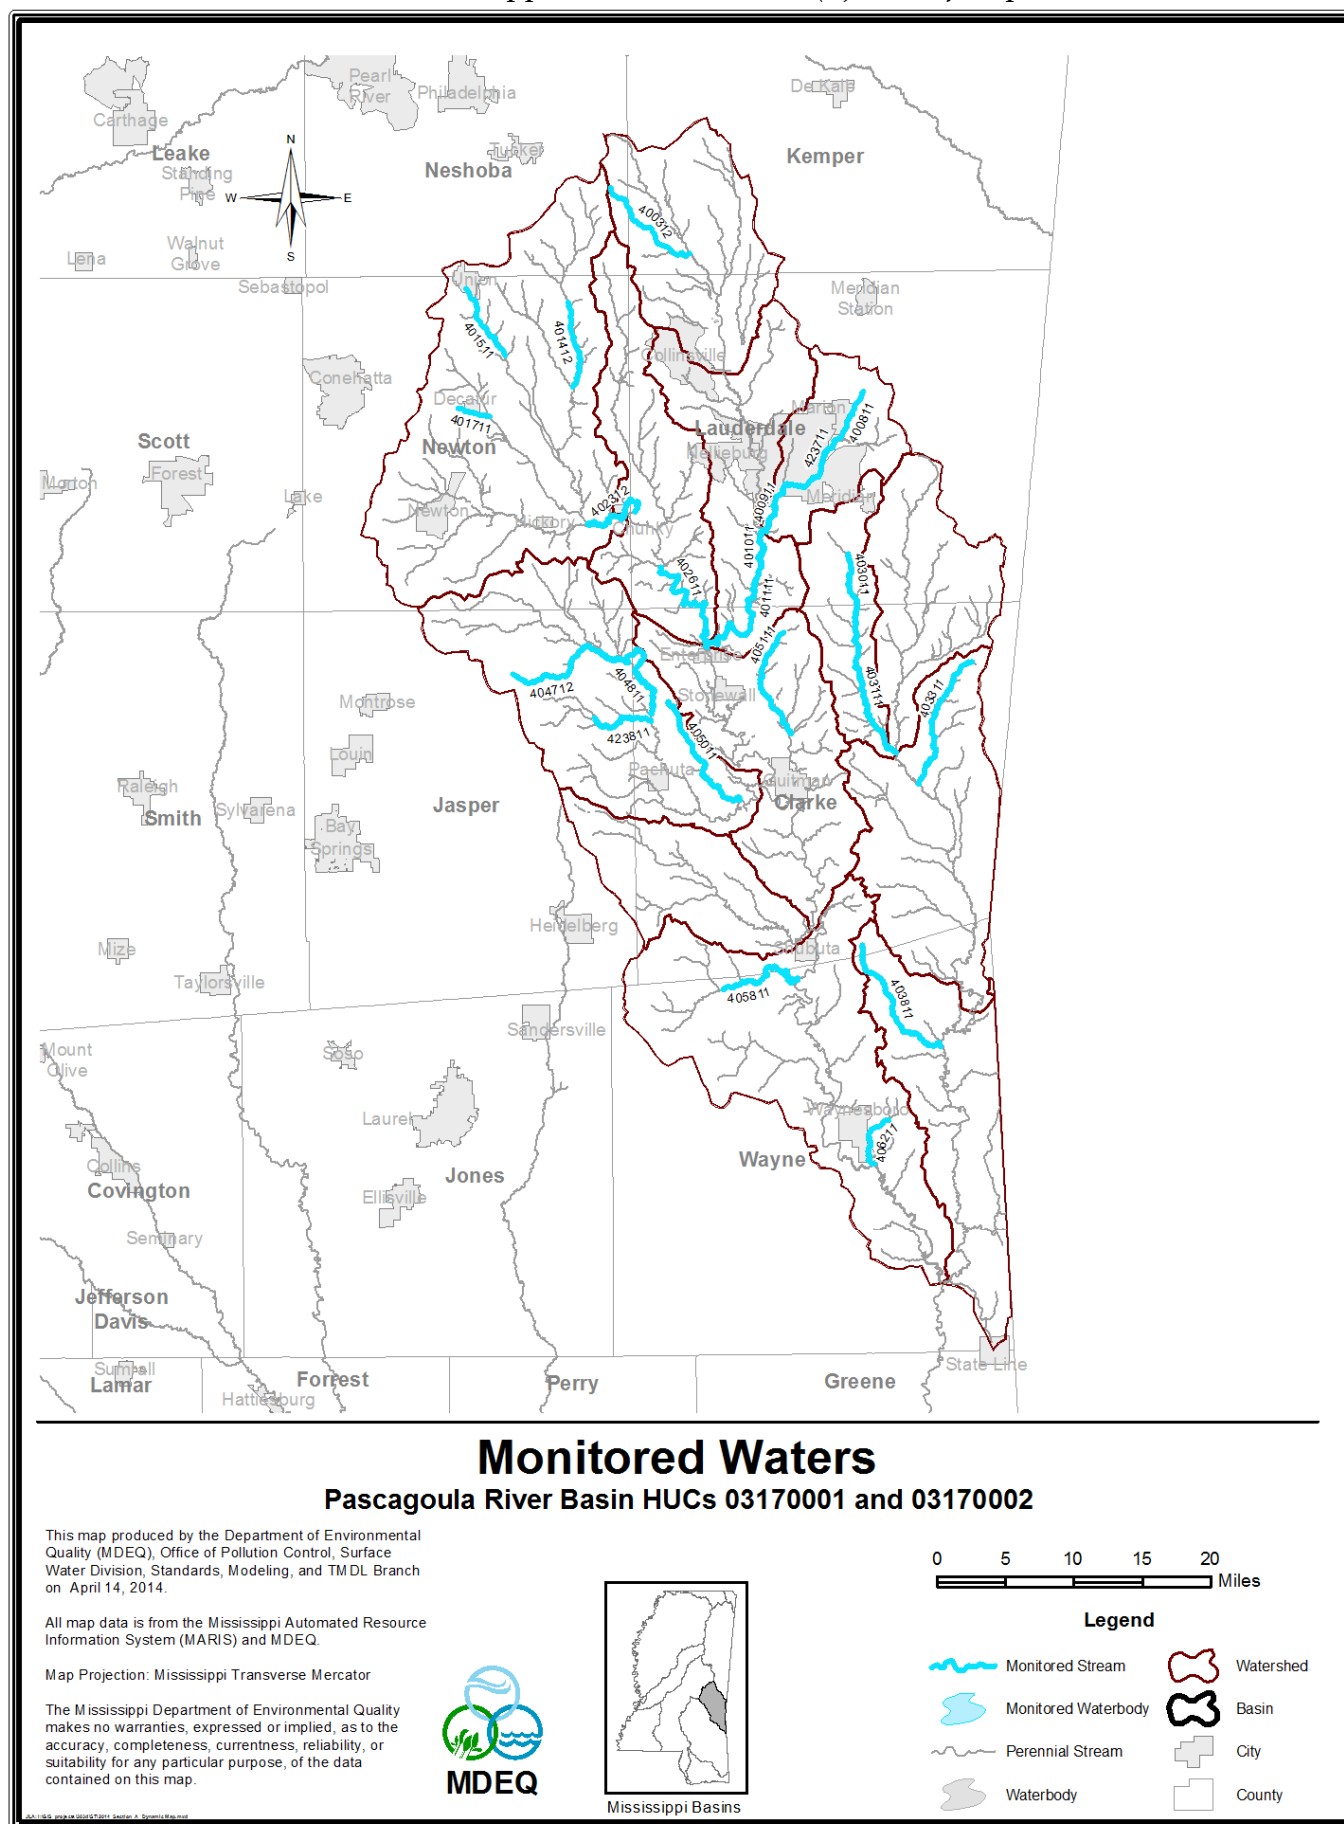 Pearl
River
Philadelphia
De Kalb
Carthage
Leake
Standing
Pine
Neshoba
Tucker
Kemper
N
W
E
S
400312
Lena
Walnut
Grove
Sebastopol
Union
Meridian
Station
401511
401412
Collinsville
Conehatta
Decatur
401711
Marion
400811
Lauderdale
423711
Nellieburg
Scott
Newton
Forest
Morton
Lake
Newton
Meridian
400911
402312
Hickory
Chunky
401011
402611
401111
403011
Enterprise
405111
404712
404811
Stonewall
403111
403311
Montrose
423811
405011
Louin
Pachuta
Quitman
Raleigh
Smith
Sylvarena
Jasper
Clarke
Bay
Springs
Heidelberg
Mize
Shubuta
Taylorsville
405811
403811
Sandersville
Mount
Olive
Soso
Laurel
Waynesboro
406211
Wayne
Collins
Covington
Jones
Ellisville
Seminary
Jefferson
Davis
Sumrall
Lamar
Forrest
Hattiesburg
Perry
Greene
State Line
Monitored Waters
Pascagoula River Basin HUCs 03170001 and 03170002
This map produced by the Department of Environmental
Quality (MDEQ), Office of Pollution Control, Surface
Water Division, Standards, Modeling, and TMDL Branch
on April 14, 2014.
All map data is from the Mississippi Automated Resource
Information System (MARIS) and MDEQ.
Map Projection: Mississippi Transverse Mercator
The Mississippi Department of Environmental Quality
makes no warranties, expressed or implied, as to the
accuracy, completeness, currentness, reliability, or
suitability for any particular purpose, of the data
contained on this map.
MDEQ
Mississippi Basins
0 5 10 15 20
Miles
Legend
Monitored Stream
Watershed
Monitored Waterbody
Basin
Perennial Stream
City
Waterbody
County